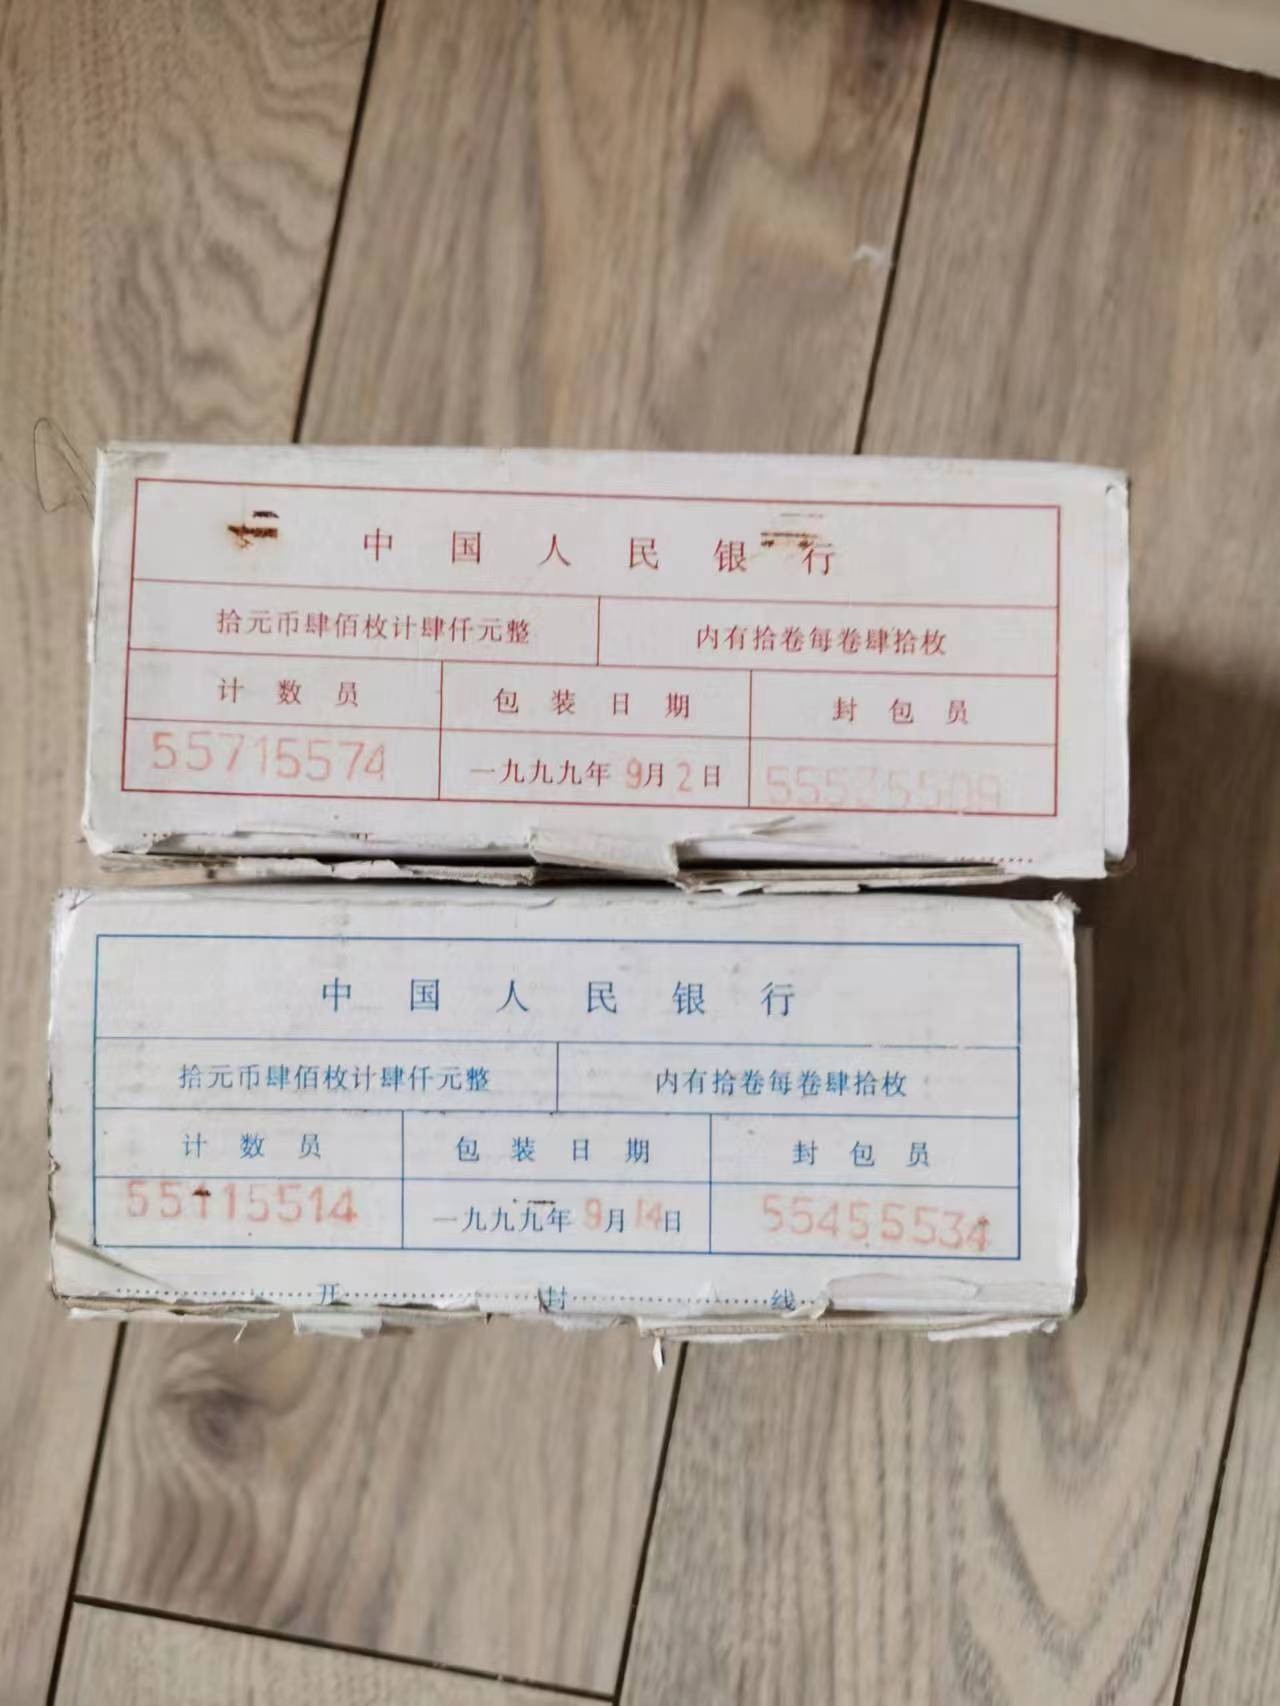 中国人民银行
拾元币肆佰枚计肆仟元整 内有拾卷每卷肆拾枚
计数员 包装日期 封包员
55715574 一九九九年9月2日
中国人民银行
拾元币肆佰枚计肆仟元整 内有拾卷每卷肆拾枚
计数员 包装日期 封包员
55115514 一九九九年9月14日 55455534
开封线